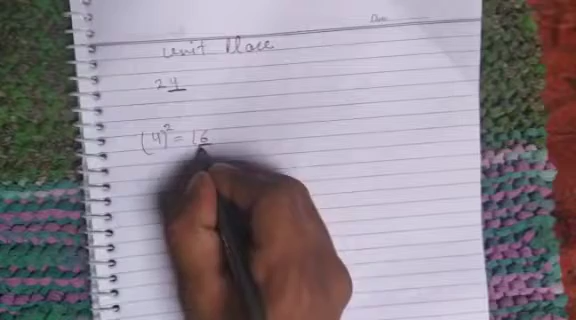 Unit Place
24
(4)² = 16